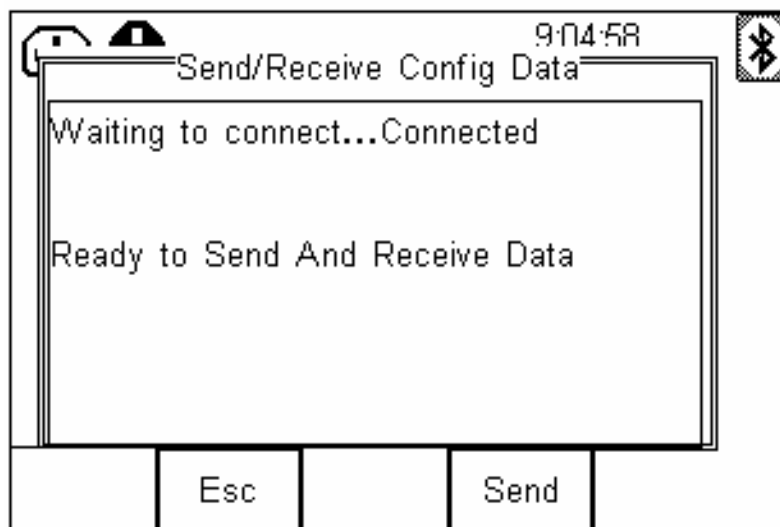 9:04:58
Send/Receive Config Data
Waiting to connect...Connected
Ready to Send And Receive Data
Esc
Send